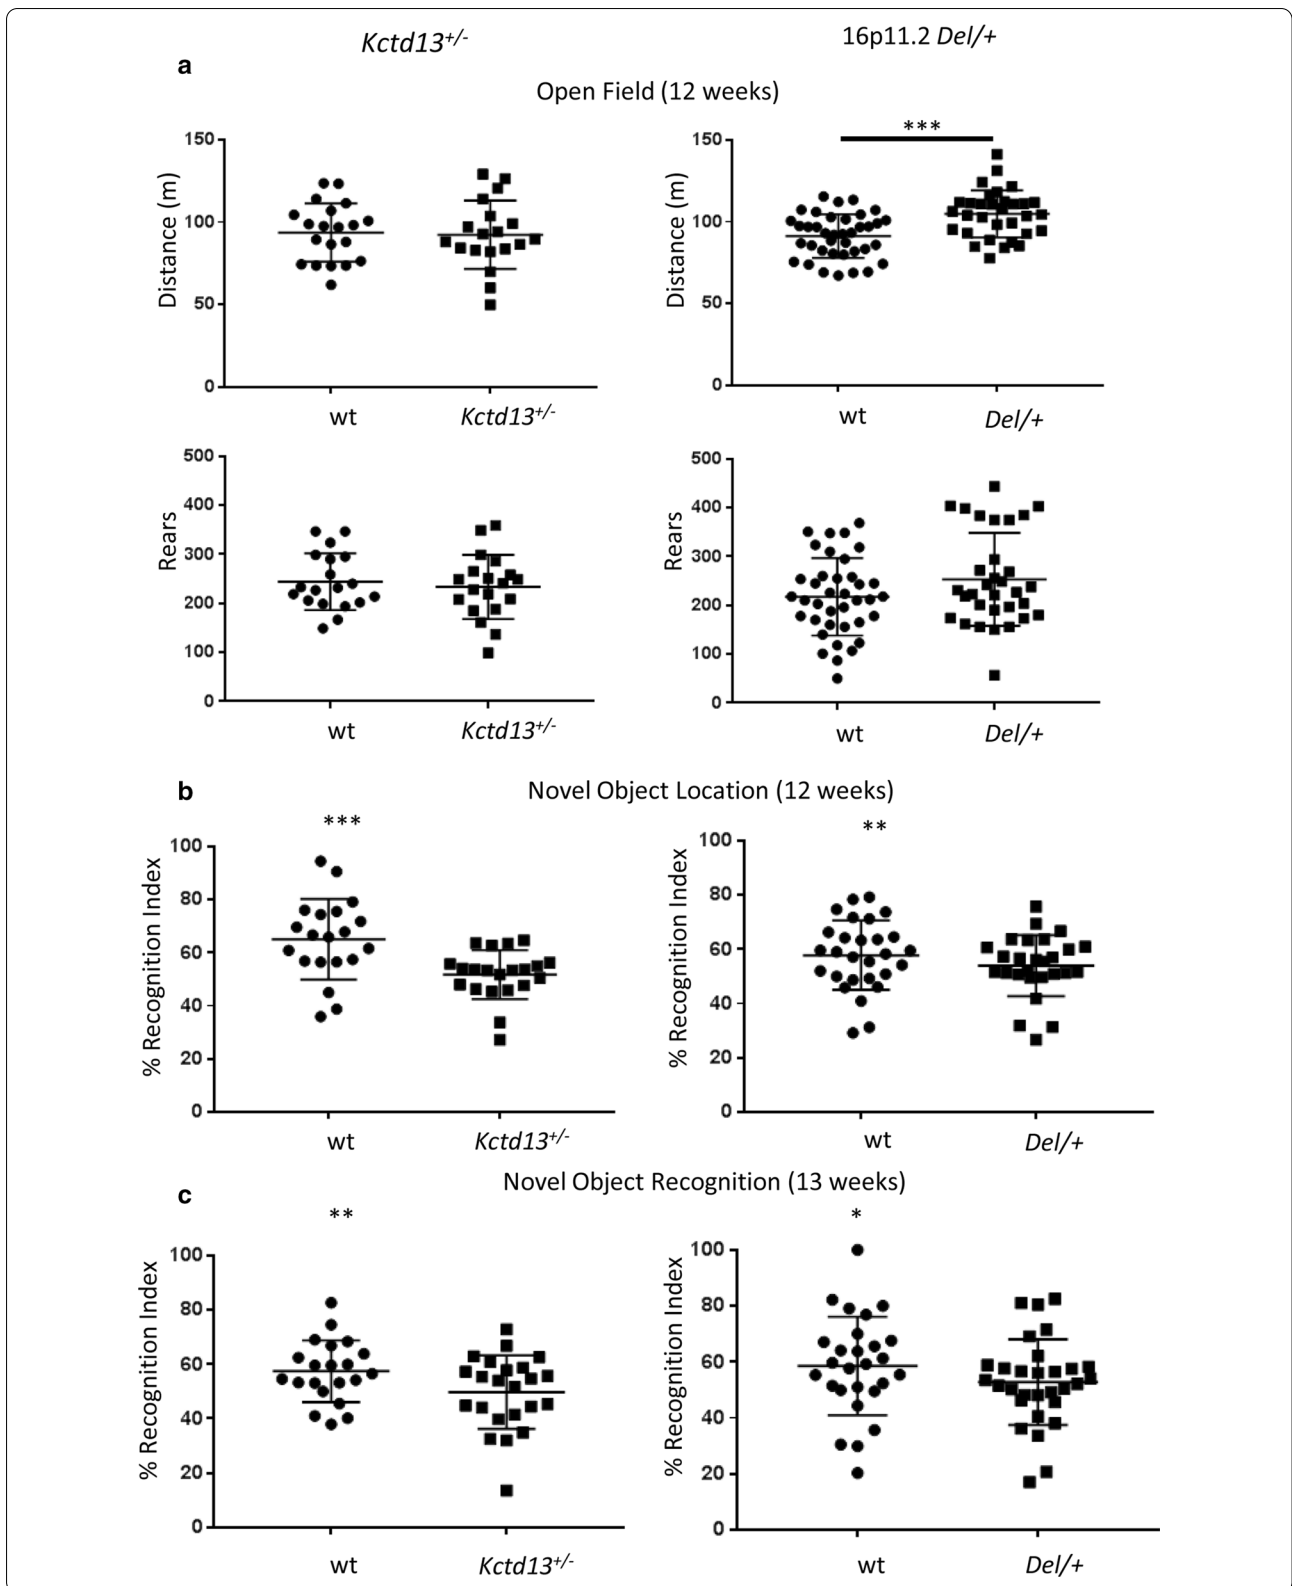 Kctd13+/- 16p11.2 Del/+
a
Open Field (12 weeks)
***
150 150
100 100
50 50
0 0
Distance (m) Distance (m)
wt Kctd13+/- wt Del/+
500 500
400 400
300 300
200 200
100 100
0 0
Rears Rears
wt Kctd13+/- wt Del/+
b
Novel Object Location (12 weeks)
*** **
100 100
80 80
60 60
40 40
20 20
0 0
% Recognition Index % Recognition Index
wt Kctd13+/- wt Del/+
c
Novel Object Recognition (13 weeks)
** *
100 100
80 80
60 60
40 40
20 20
0 0
% Recognition Index % Recognition Index
wt Kctd13+/- wt Del/+